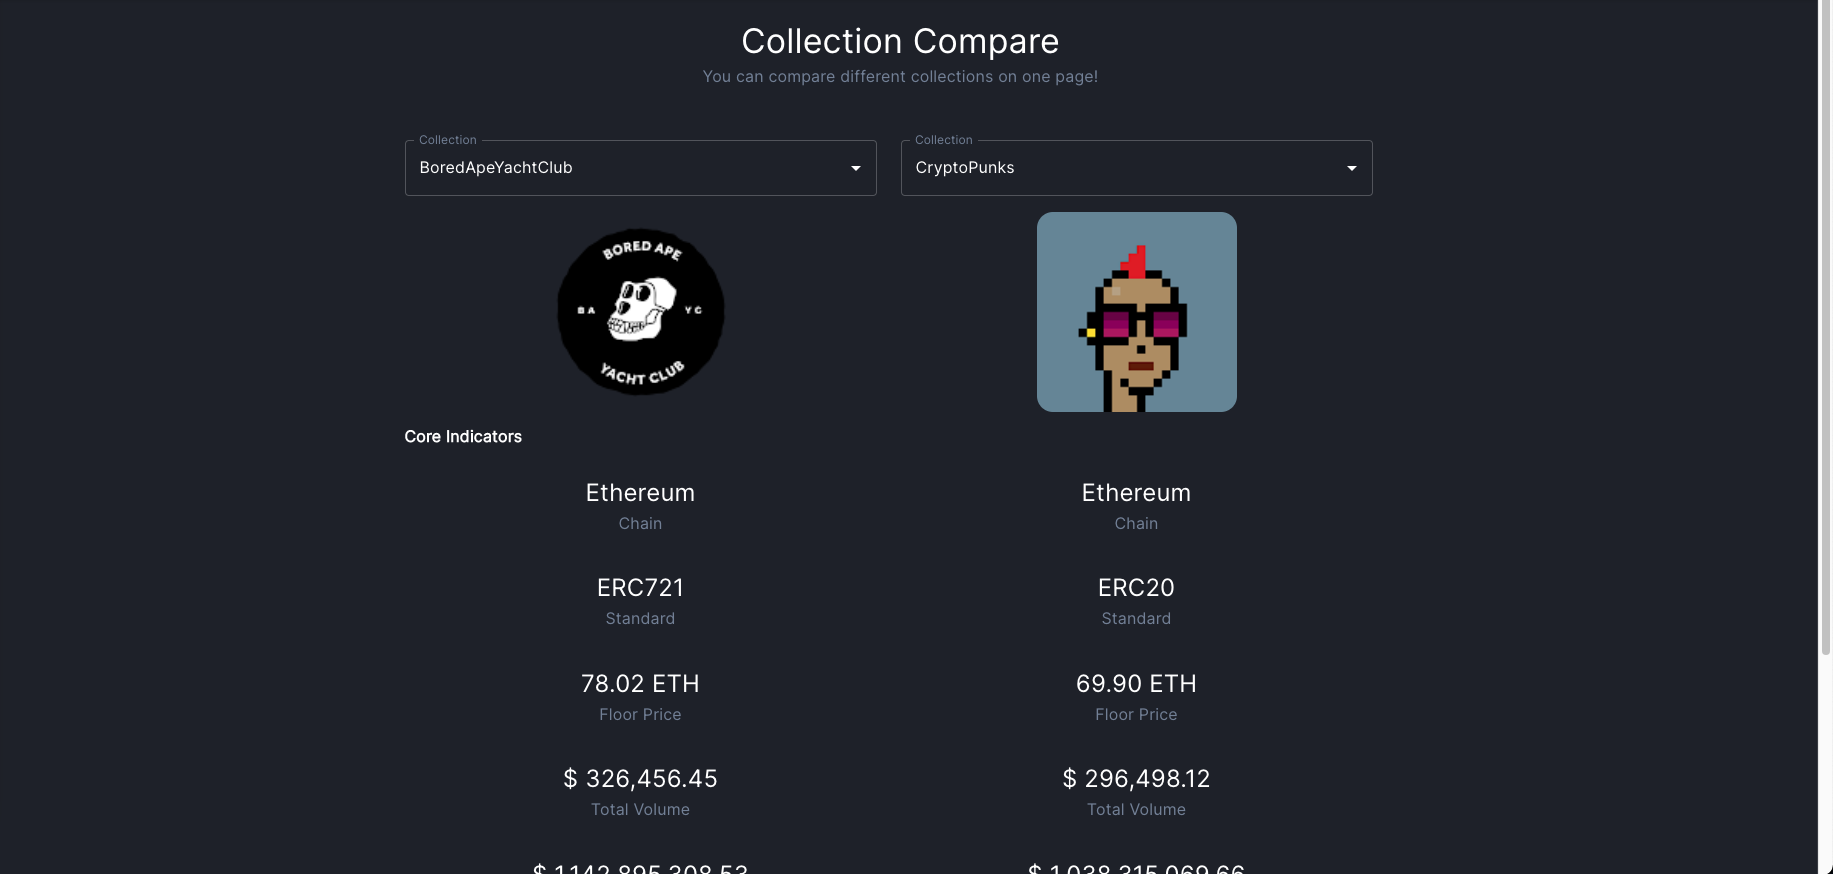 Collection Compare
You can compare different collections on one page!
Collection
BoredApeYachtClub
Collection
CryptoPunks
BORED APE
BA YC
YACHT CLUB
Core Indicators
Ethereum
Chain
Ethereum
Chain
ERC721
Standard
ERC20
Standard
78.02 ETH
Floor Price
69.90 ETH
Floor Price
$ 326,456.45
Total Volume
$ 296,498.12
Total Volume
$ 1,142,895,308.53
$ 1,038,315,069.66